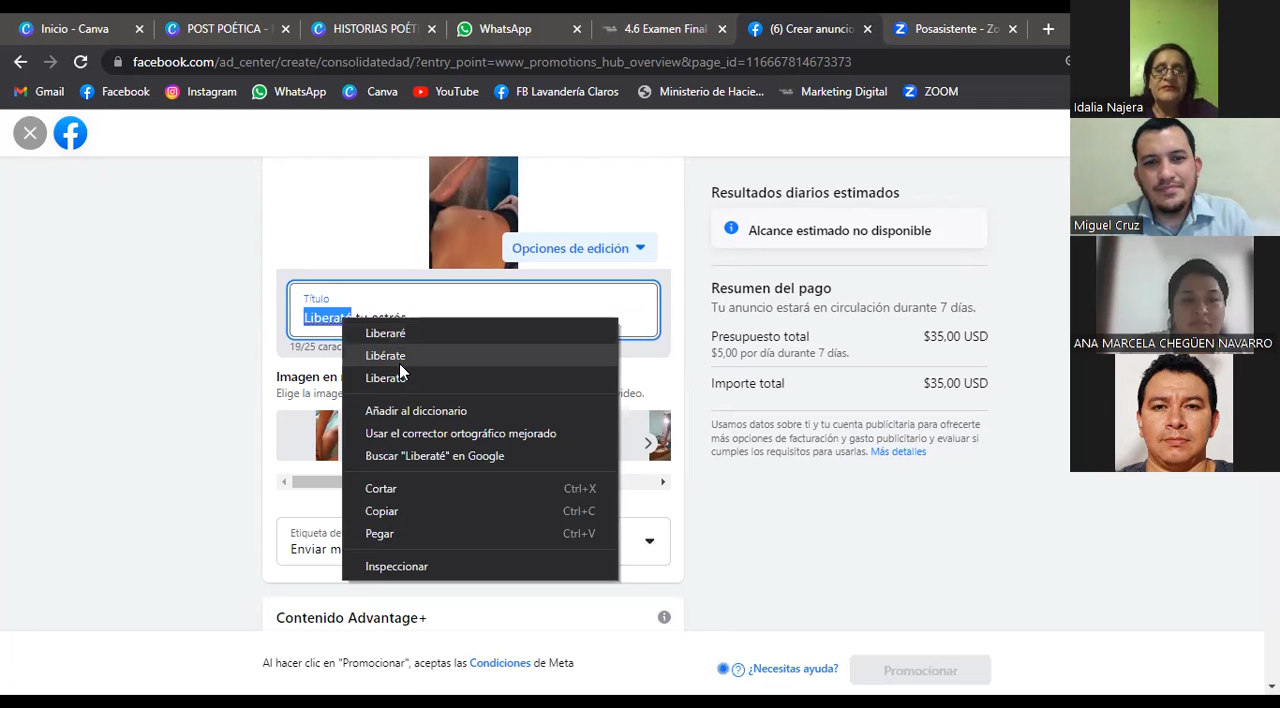 Inicio - Canva
POST POÉTICA -
HISTORIAS POÉT
WhatsApp
4.6 Examen Final
(6) Crear anuncio
Posasistente - Zo
facebook.com/ad_center/create/consolidatedad/?entry_point=www_promotions_hub_overview&page_id=116667814673373
Gmail
Facebook
Instagram
WhatsApp
Canva
YouTube
FB Lavandería Claros
Ministerio de Hacie...
Marketing Digital
ZOOM
Opciones de edición
Título
Liberaté tu estrés
19/25 carac
Liberaré
Libérate
Liberato
Añadir al diccionario
Usar el corrector ortográfico mejorado
Buscar "Liberaté" en Google
Cortar Ctrl+X
Copiar Ctrl+C
Pegar Ctrl+V
Inspeccionar
Imagen en
Elige la image
video.
Etiqueta de
Enviar m
Contenido Advantage+
Al hacer clic en "Promocionar", aceptas las Condiciones de Meta
Resultados diarios estimados
Alcance estimado no disponible
Resumen del pago
Tu anuncio estará en circulación durante 7 días.
Presupuesto total $35,00 USD
$5,00 por día durante 7 días.
Importe total $35,00 USD
Usamos datos sobre ti y tu cuenta publicitaria para ofrecerte
más opciones de facturación y gasto publicitario y evaluar si
cumples los requisitos para usarlas. Más detalles
¿Necesitas ayuda?
Promocionar
Idalia Najera
Miguel Cruz
ANA MARCELA CHEGÜEN NAVARRO